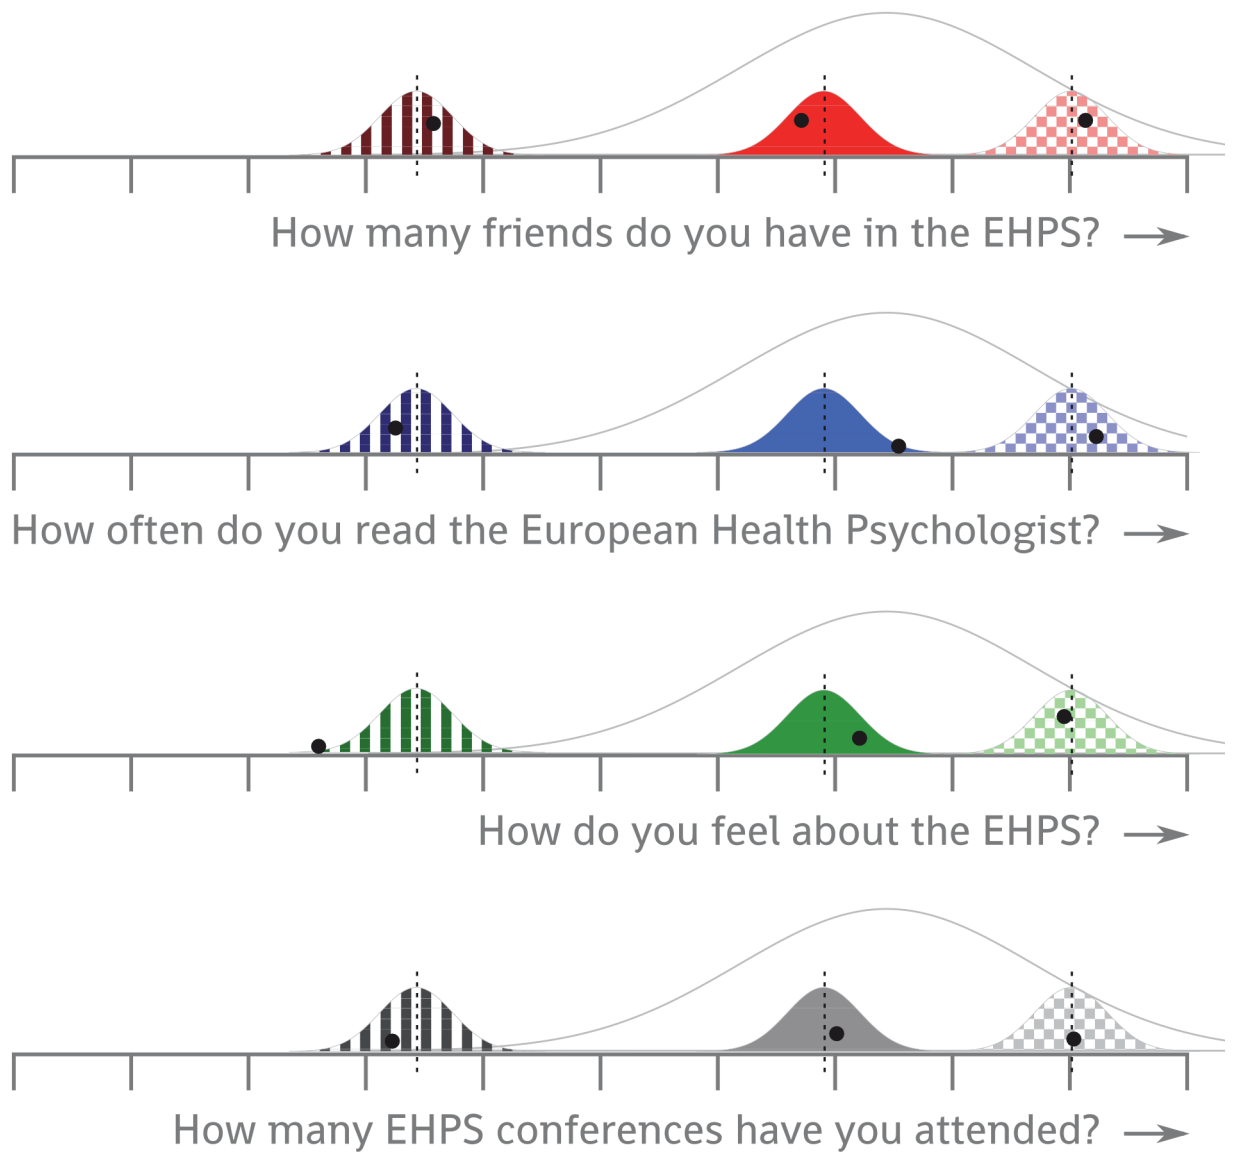 How many friends do you have in the EHPS?
How often do you read the European Health Psychologist?
How do you feel about the EHPS?
How many EHPS conferences have you attended?